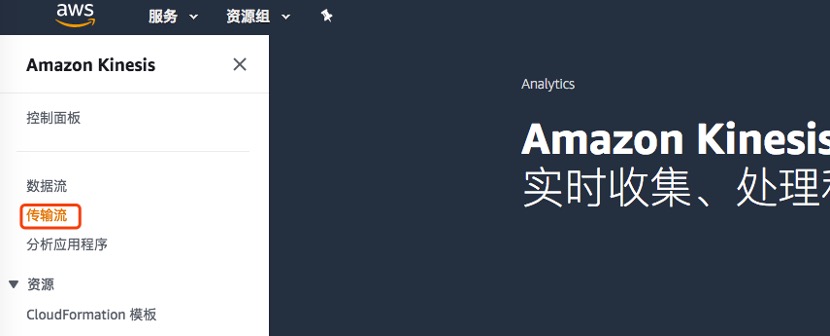 aws
服务
资源组
Amazon Kinesis
控制面板
数据流
传输流
分析应用程序
资源
CloudFormation 模板
Analytics
Amazon Kinesis
实时收集、处理